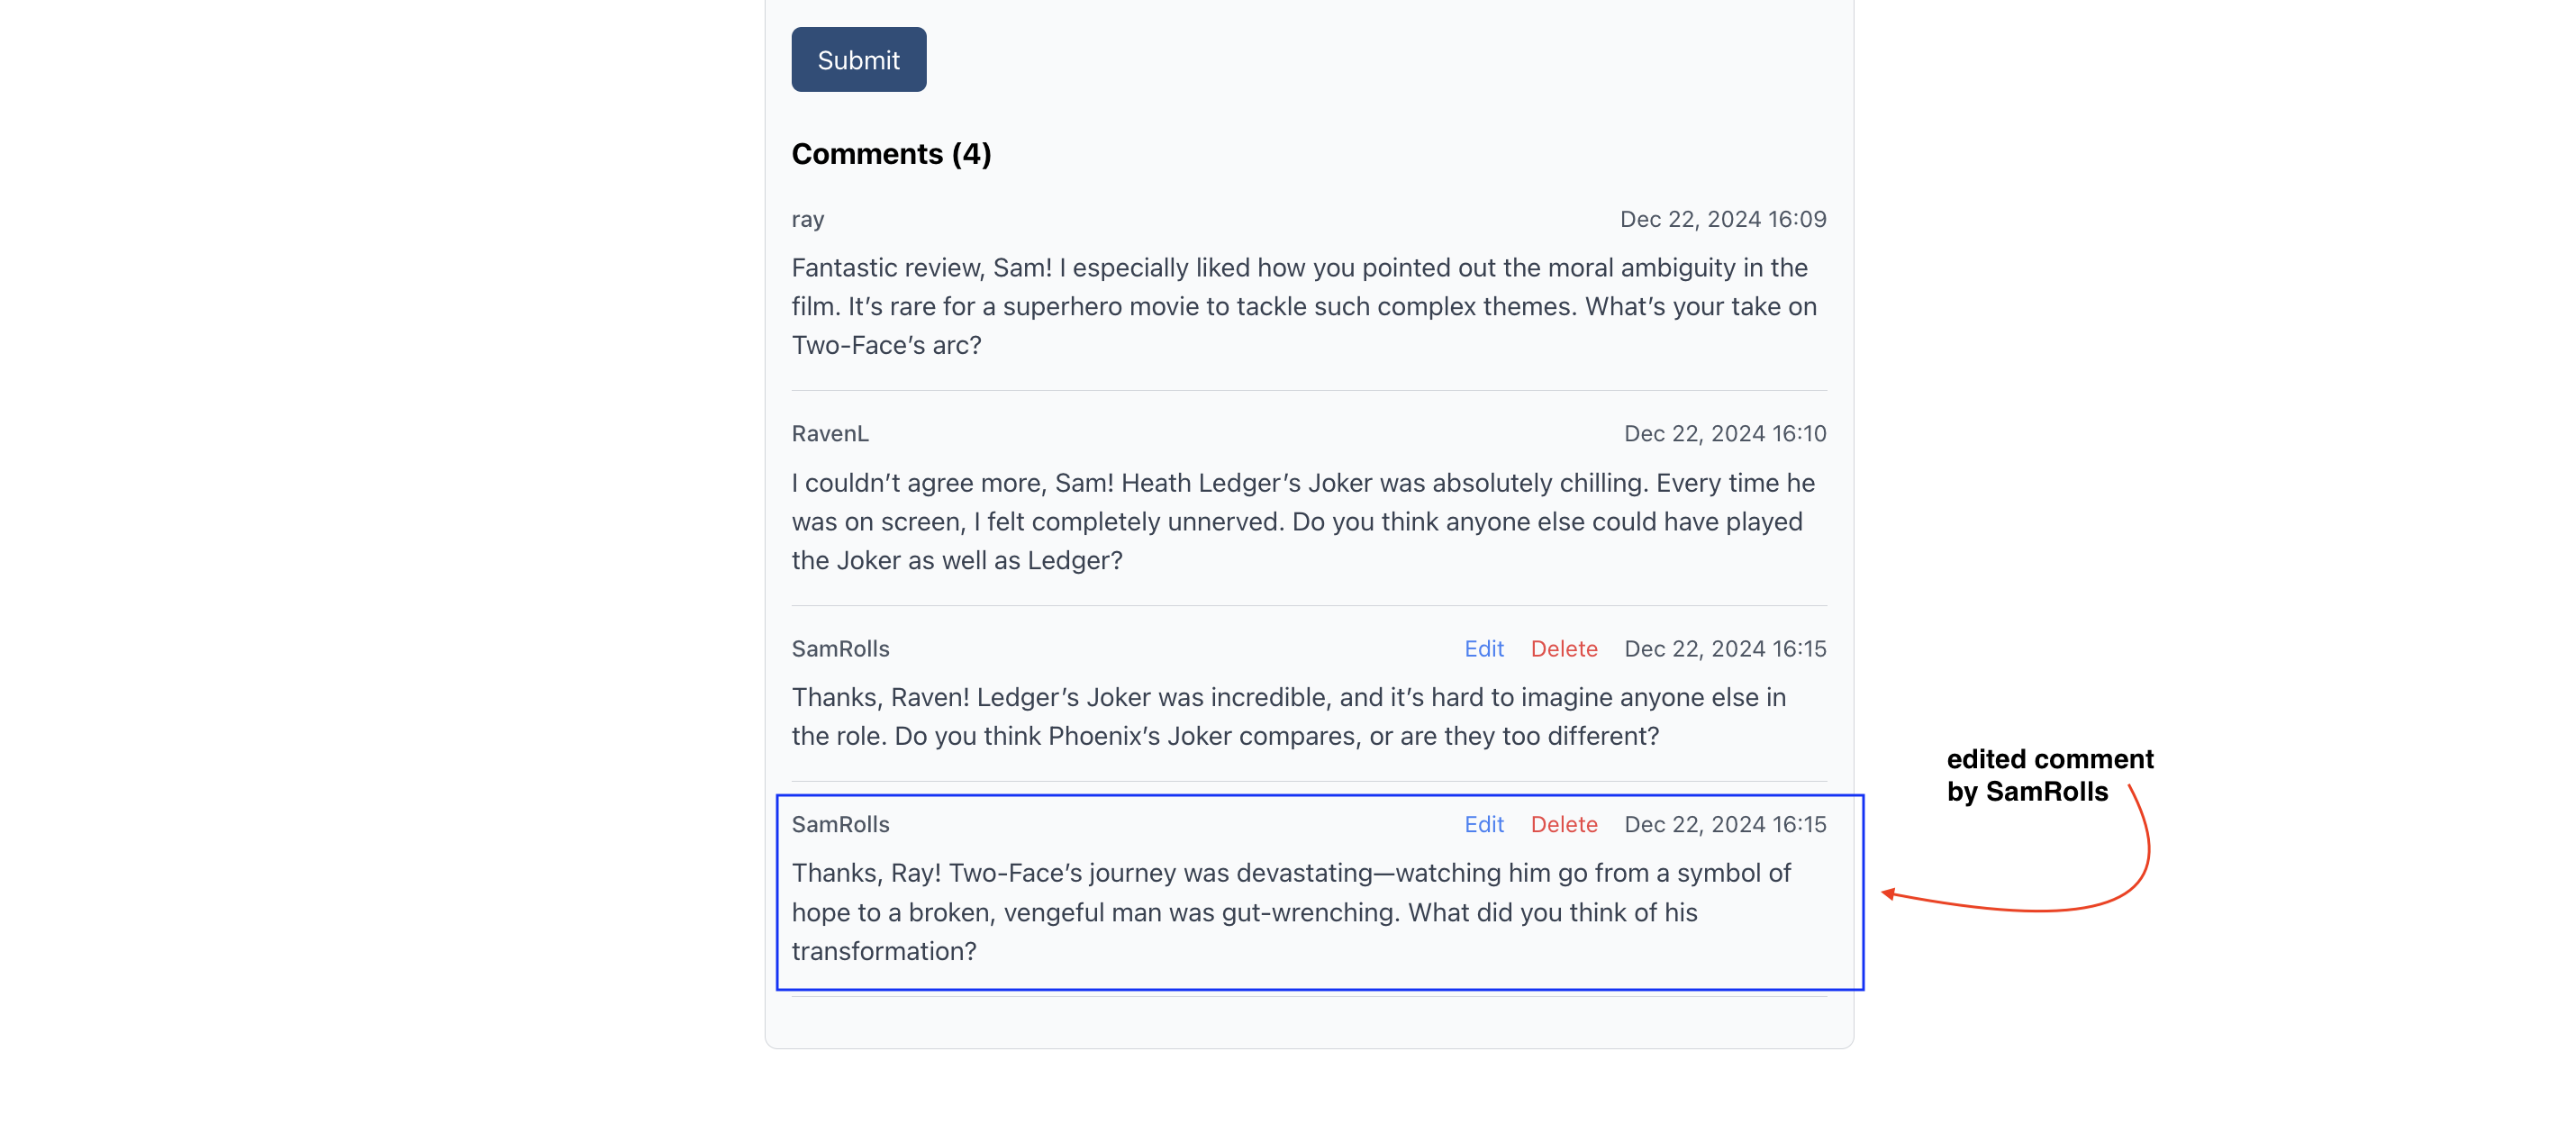 Submit
Comments (4)
ray Dec 22, 2024 16:09
Fantastic review, Sam! I especially liked how you pointed out the moral ambiguity in the
film. It’s rare for a superhero movie to tackle such complex themes. What’s your take on
Two-Face’s arc?
RavenL Dec 22, 2024 16:10
I couldn’t agree more, Sam! Heath Ledger’s Joker was absolutely chilling. Every time he
was on screen, I felt completely unnerved. Do you think anyone else could have played
the Joker as well as Ledger?
SamRolls Edit Delete Dec 22, 2024 16:15
Thanks, Raven! Ledger’s Joker was incredible, and it’s hard to imagine anyone else in
the role. Do you think Phoenix’s Joker compares, or are they too different?
SamRolls Edit Delete Dec 22, 2024 16:15
Thanks, Ray! Two-Face’s journey was devastating—watching him go from a symbol of
hope to a broken, vengeful man was gut-wrenching. What did you think of his
transformation?
edited comment
by SamRolls